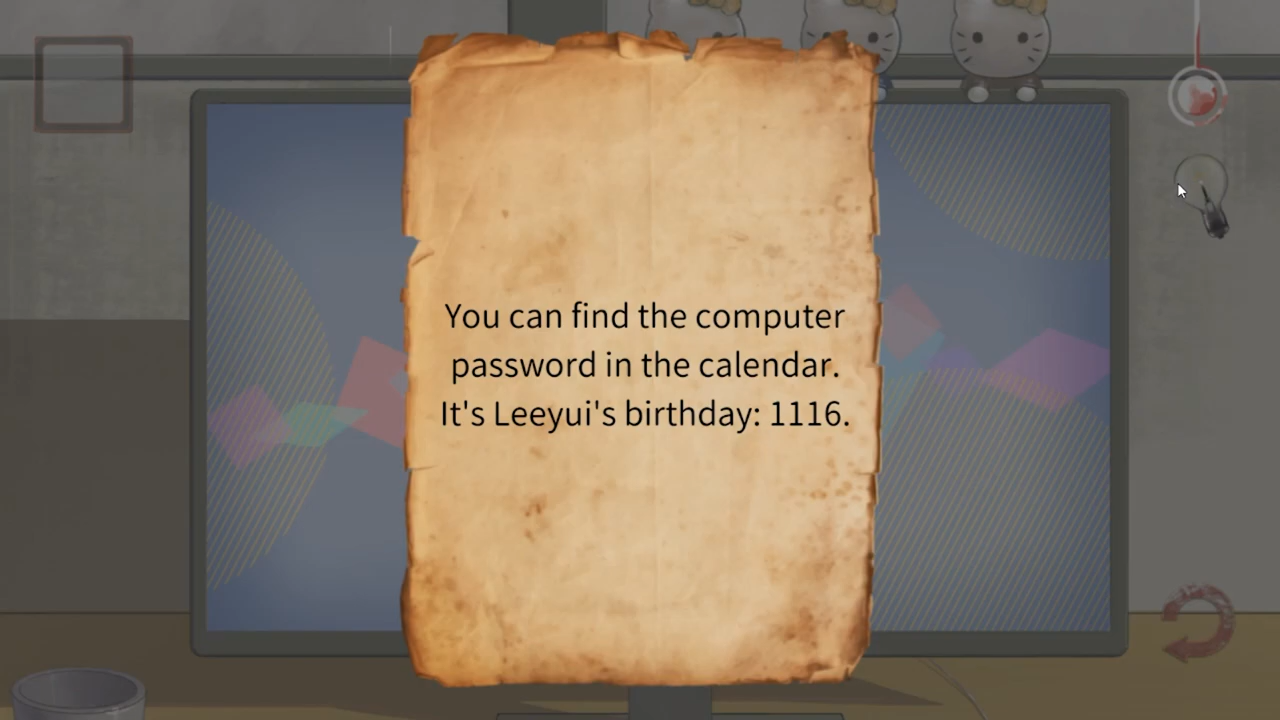 You can find the computer
password in the calendar.
It's Leeyui's birthday: 1116.